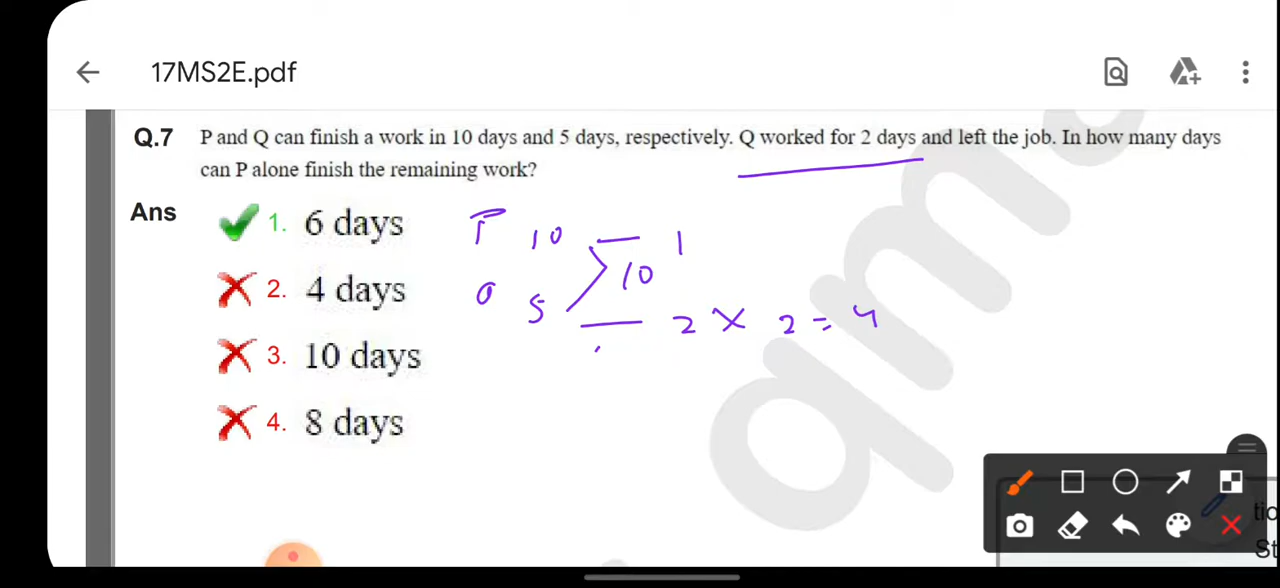 17MS2E.pdf
Q.7 P and Q can finish a work in 10 days and 5 days, respectively. Q worked for 2 days and left the job. In how many days
can P alone finish the remaining work?
Ans 1. 6 days
2. 4 days
3. 10 days
4. 8 days
P 10 1
10
Q 5 2 × 2 = 4